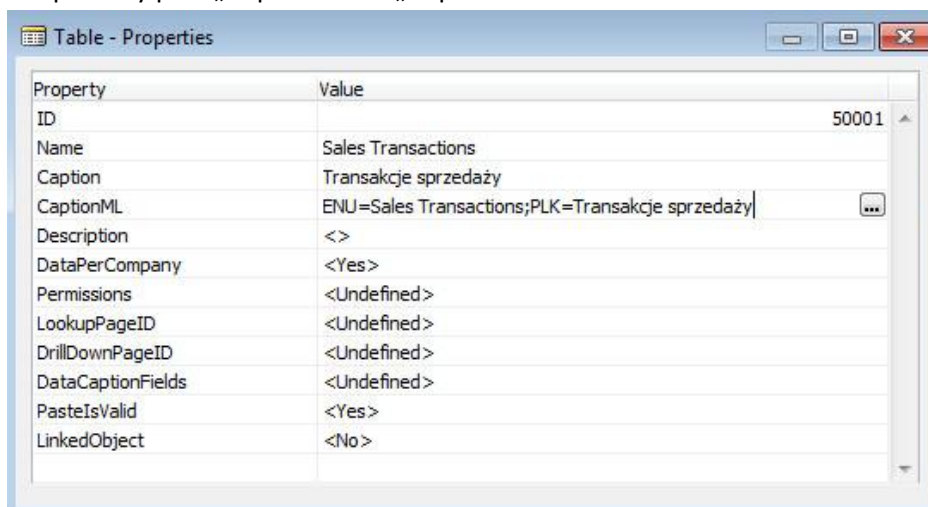 Table - Properties
Property Value
ID 50001
Name Sales Transactions
Caption Transakcje sprzedaży
CaptionML ENU=Sales Transactions;PLK=Transakcje sprzedaży ...
Description <>
DataPerCompany <Yes>
Permissions <Undefined>
LookupPageID <Undefined>
DrillDownPageID <Undefined>
DataCaptionFields <Undefined>
PasteIsValid <Yes>
LinkedObject <No>